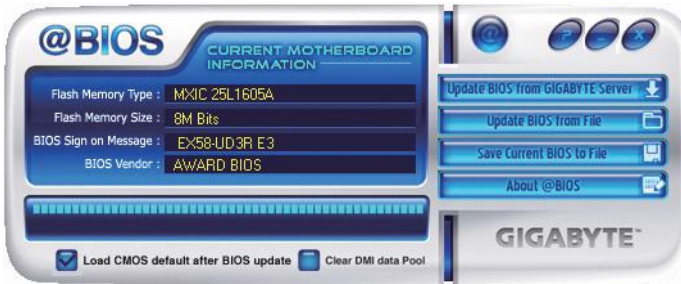 @BIOS
CURRENT MOTHERBOARD
INFORMATION
Flash Memory Type : MXIC 25L1605A
Flash Memory Size : 8M Bits
BIOS Sign on Message : EX58-UD3R E3
BIOS Vendor : AWARD BIOS
Load CMOS default after BIOS update
Clear DMI data Pool
@
? - X
Update BIOS from GIGABYTE Server
Update BIOS from File
Save Current BIOS to File
About @BIOS
GIGABYTE™